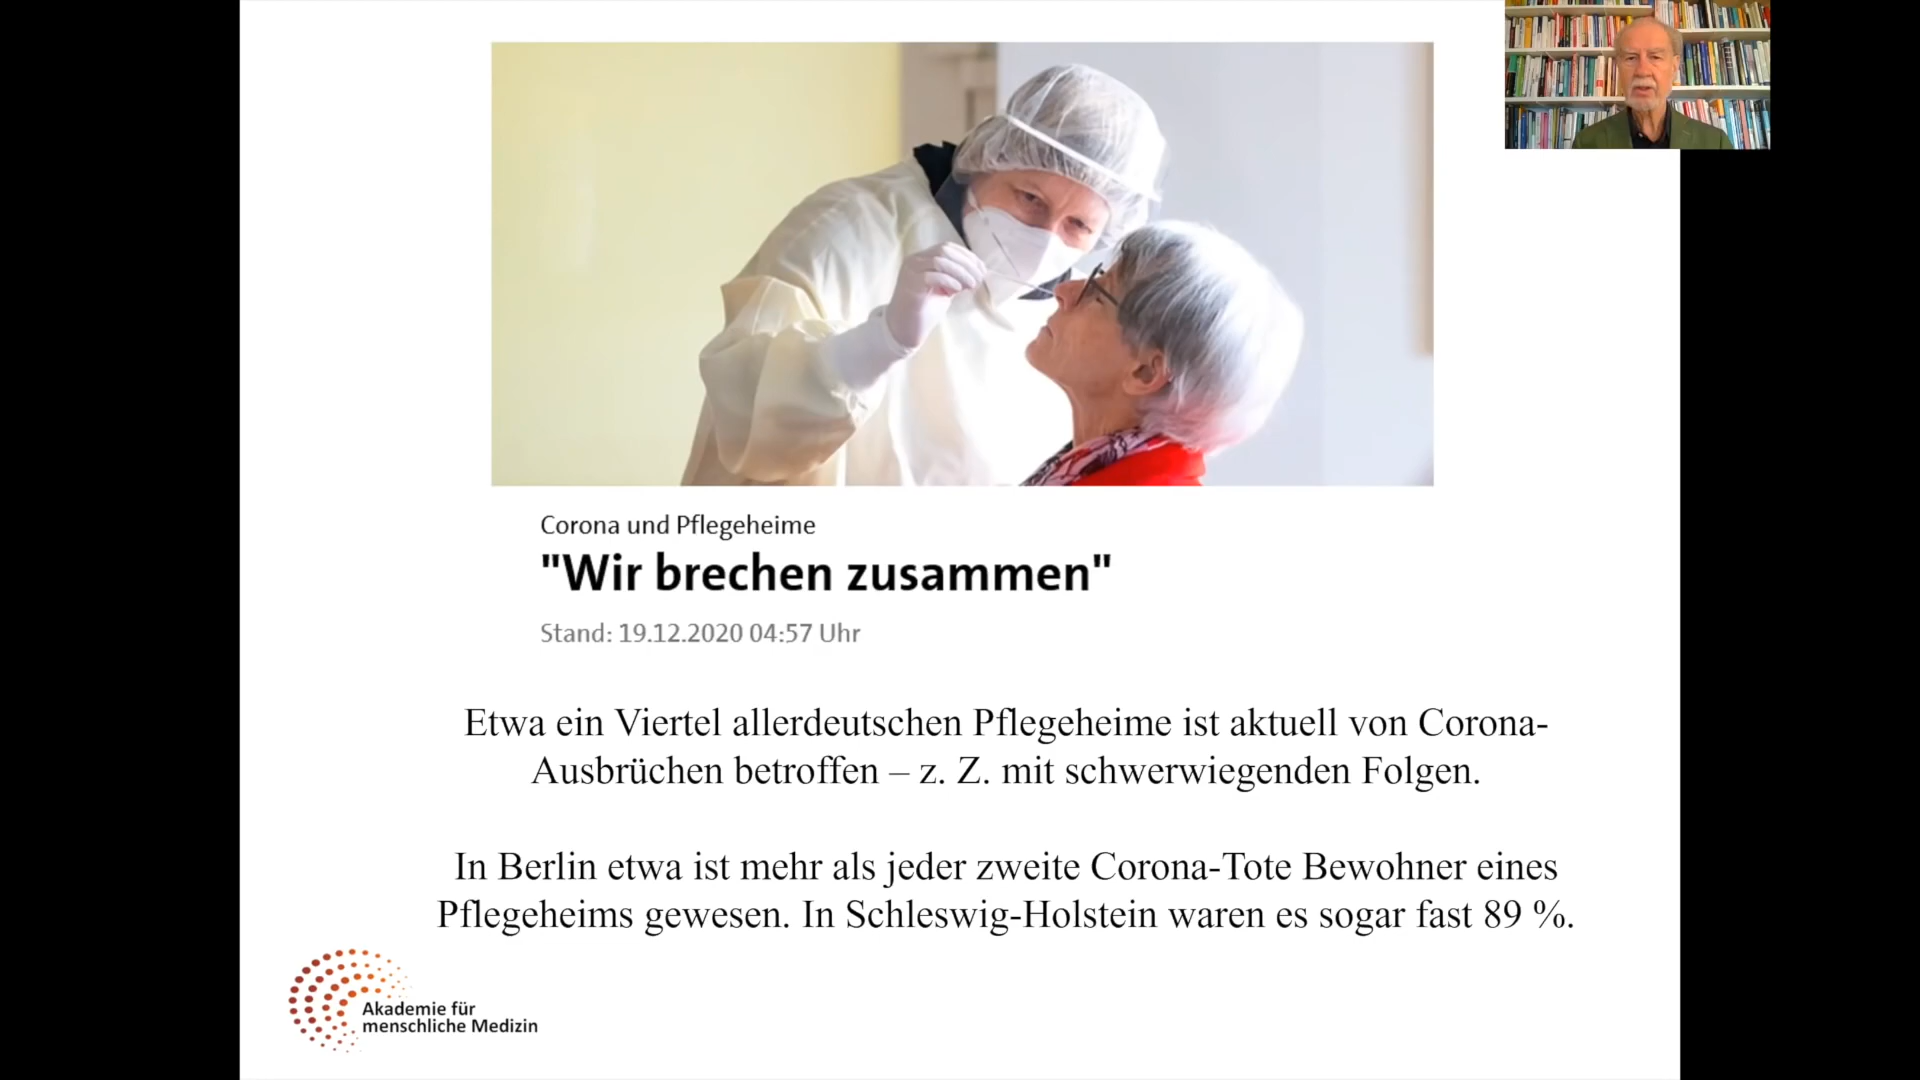 Corona und Pflegeheime
"Wir brechen zusammen"
Stand: 19.12.2020 04:57 Uhr
Etwa ein Viertel allerdeutschen Pflegeheime ist aktuell von Corona-
Ausbrüchen betroffen – z. Z. mit schwerwiegenden Folgen.
In Berlin etwa ist mehr als jeder zweite Corona-Tote Bewohner eines
Pflegeheims gewesen. In Schleswig-Holstein waren es sogar fast 89 %.
Akademie für
menschliche Medizin